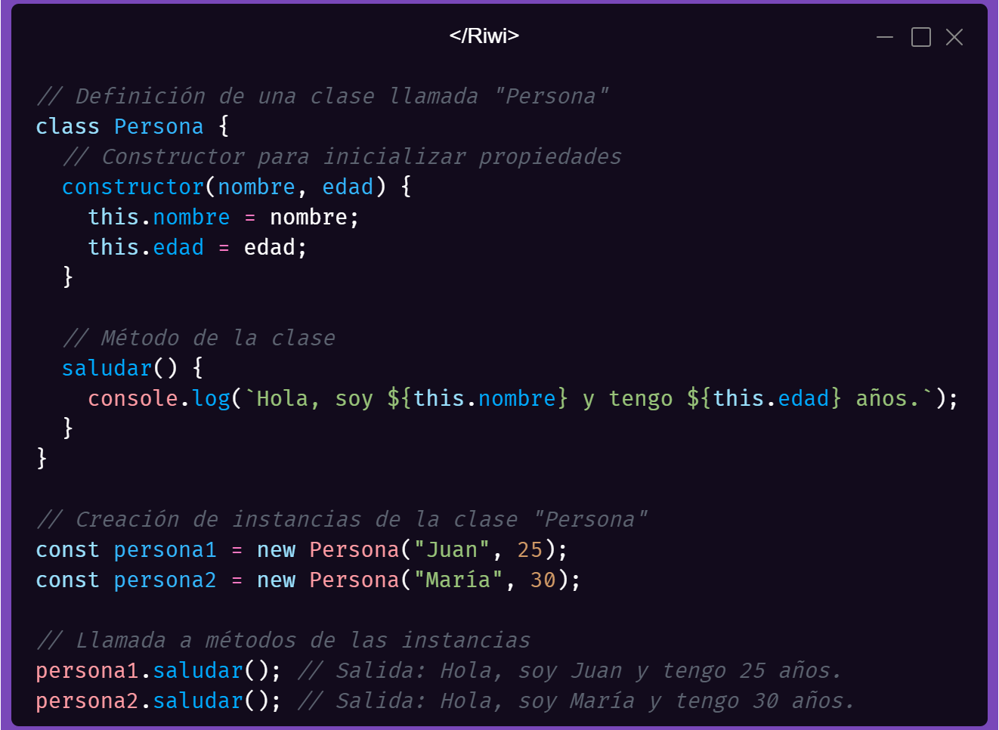 </Riwi>
// Definición de una clase llamada "Persona"
class Persona {
  // Constructor para inicializar propiedades
  constructor(nombre, edad) {
    this.nombre = nombre;
    this.edad = edad;
  }

  // Método de la clase
  saludar() {
    console.log(`Hola, soy ${this.nombre} y tengo ${this.edad} años.`);
  }
}

// Creación de instancias de la clase "Persona"
const persona1 = new Persona("Juan", 25);
const persona2 = new Persona("María", 30);

// Llamada a métodos de las instancias
persona1.saludar(); // Salida: Hola, soy Juan y tengo 25 años.
persona2.saludar(); // Salida: Hola, soy María y tengo 30 años.